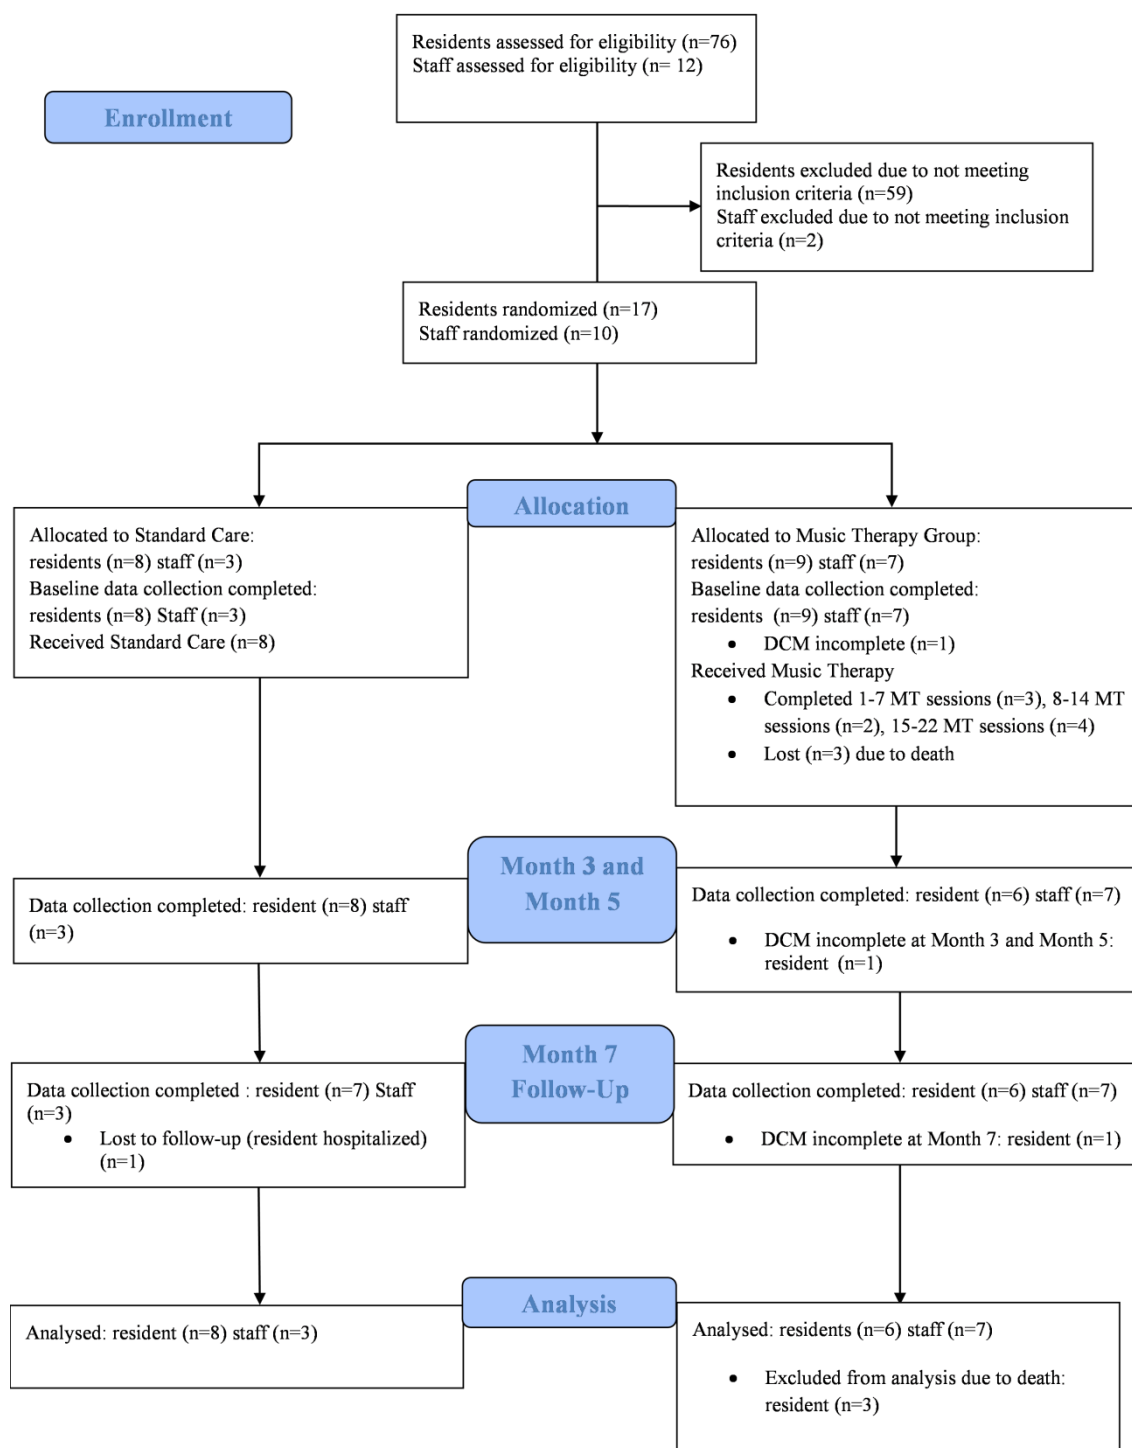 Residents assessed for eligibility (n=76)
Staff assessed for eligibility (n= 12)
Enrollment
Residents excluded due to not meeting
inclusion criteria (n=59)
Staff excluded due to not meeting inclusion
criteria (n=2)
Residents randomized (n=17)
Staff randomized (n=10)
Allocation
Allocated to Standard Care:
residents (n=8) staff (n=3)
Baseline data collection completed:
residents (n=8) Staff (n=3)
Received Standard Care (n=8)
Allocated to Music Therapy Group:
residents (n=9) staff (n=7)
Baseline data collection completed:
residents (n=9) staff (n=7)
• DCM incomplete (n=1)
Received Music Therapy
• Completed 1-7 MT sessions (n=3), 8-14 MT
sessions (n=2), 15-22 MT sessions (n=4)
• Lost (n=3) due to death
Month 3 and
Month 5
Data collection completed: resident (n=8) staff
(n=3)
Data collection completed: resident (n=6) staff (n=7)
• DCM incomplete at Month 3 and Month 5:
resident (n=1)
Month 7
Follow-Up
Data collection completed : resident (n=7) Staff
(n=3)
• Lost to follow-up (resident hospitalized)
(n=1)
Data collection completed: resident (n=6) staff (n=7)
• DCM incomplete at Month 7: resident (n=1)
Analysis
Analysed: resident (n=8) staff (n=3)
Analysed: residents (n=6) staff (n=7)
• Excluded from analysis due to death:
resident (n=3)